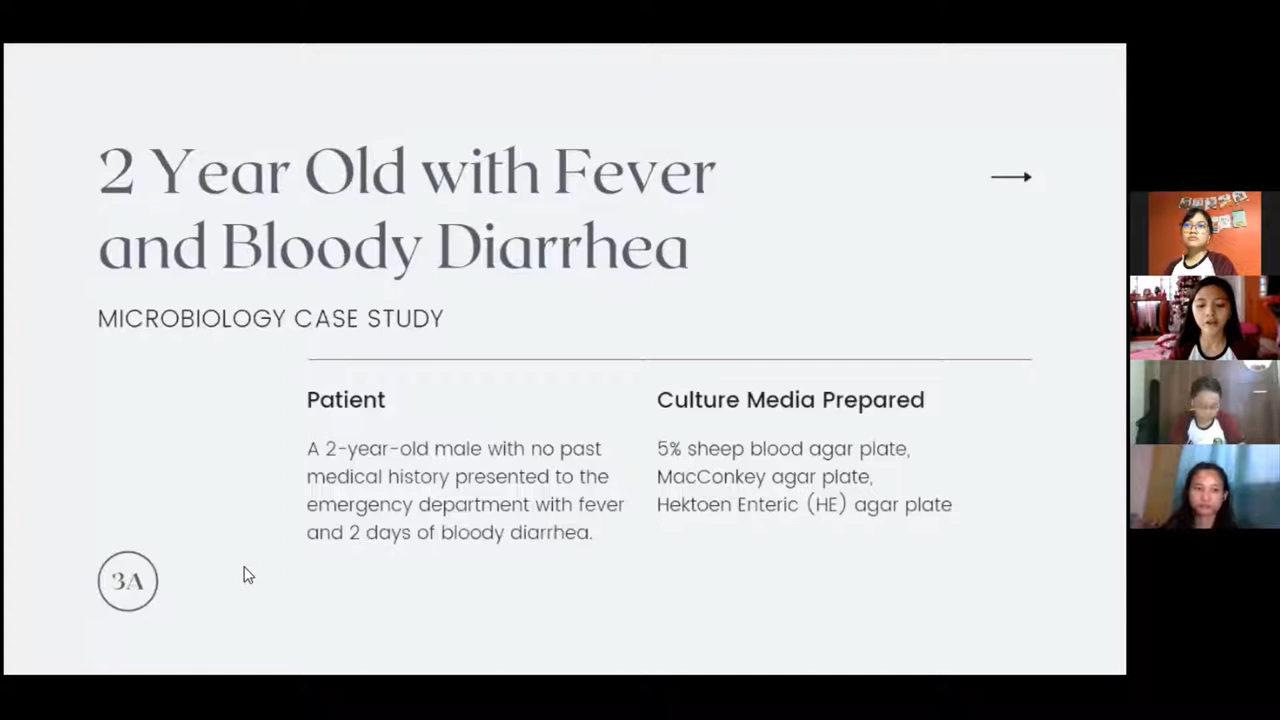 2 Year Old with Fever
and Bloody Diarrhea
MICROBIOLOGY CASE STUDY
Patient
A 2-year-old male with no past
medical history presented to the
emergency department with fever
and 2 days of bloody diarrhea.
Culture Media Prepared
5% sheep blood agar plate,
MacConkey agar plate,
Hektoen Enteric (HE) agar plate
3A